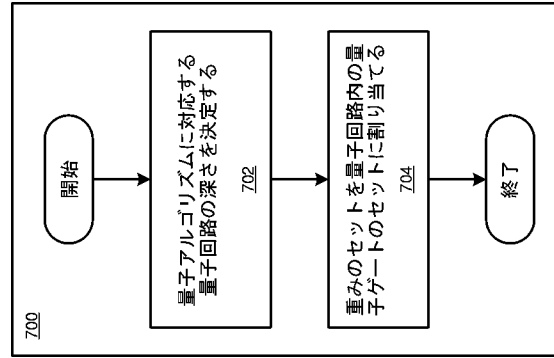 700
開始
量子アルゴリズムに対応する
量子回路の深さを決定する
702
重みのセットを量子回路内の量
子ゲートのセットに割り当てる
704
終了